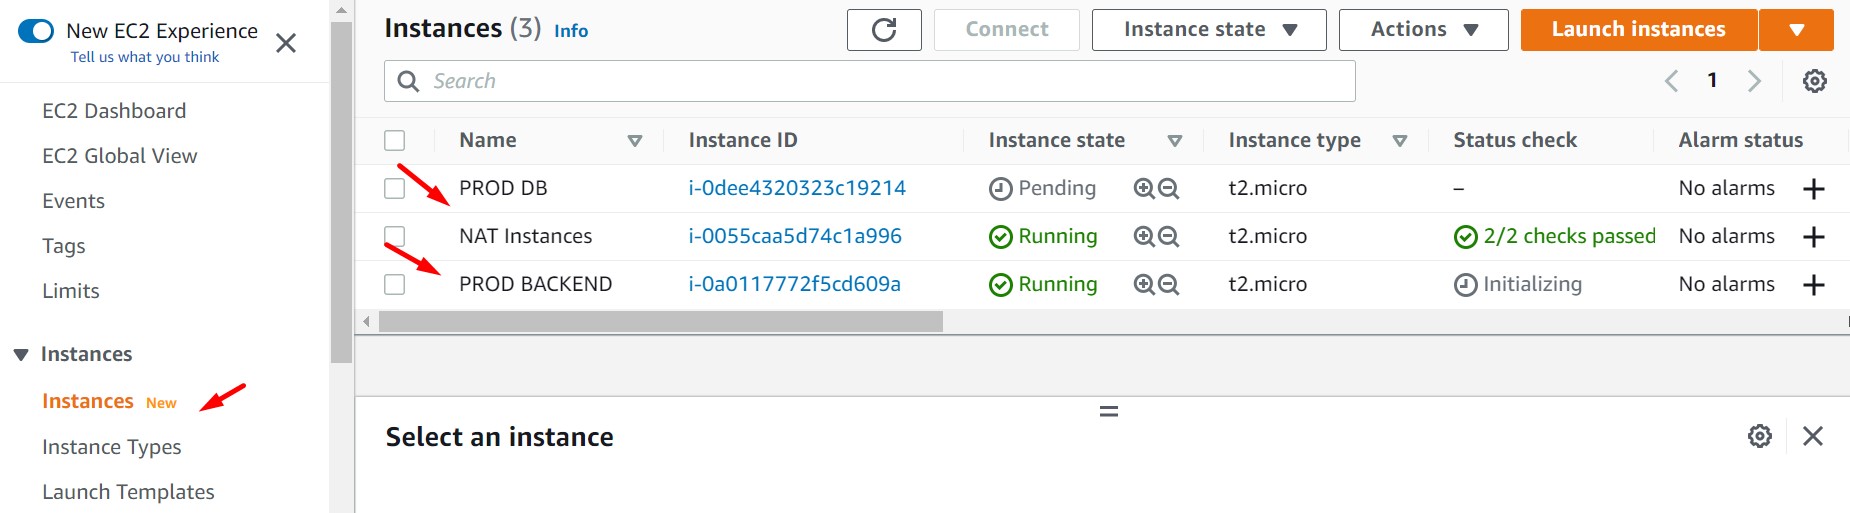 New EC2 Experience
Tell us what you think
EC2 Dashboard
EC2 Global View
Events
Tags
Limits
Instances
Instances New
Instance Types
Launch Templates
Instances (3) Info
Connect
Instance state
Actions
Launch instances
Search
1
Name Instance ID Instance state Instance type Status check Alarm status
PROD DB i-0dee4320323c19214 Pending t2.micro – No alarms +
NAT Instances i-0055caa5d74c1a996 Running t2.micro 2/2 checks passed No alarms +
PROD BACKEND i-0a0117772f5cd609a Running t2.micro Initializing No alarms +
Select an instance